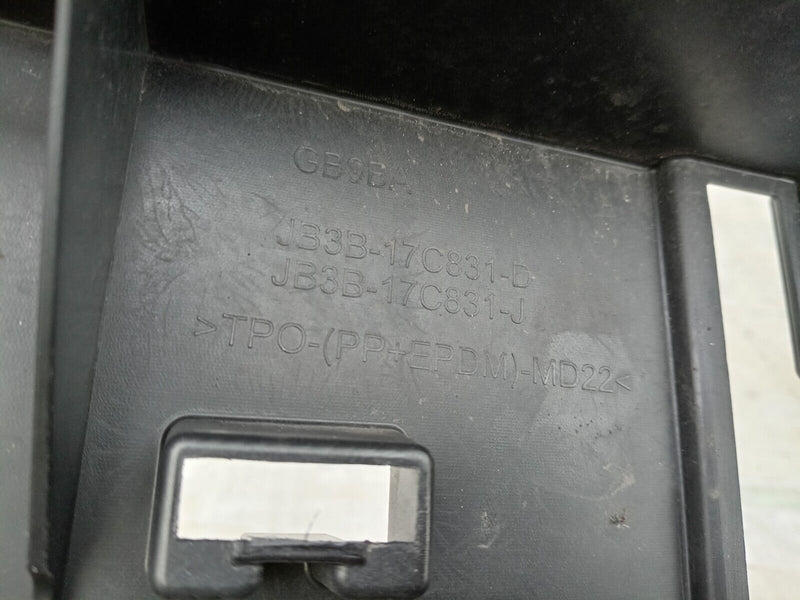 GB9BA
JB3B-17C831-D
JB3B-17C831-J
>TPO-(PP+EPDM)-MD22<